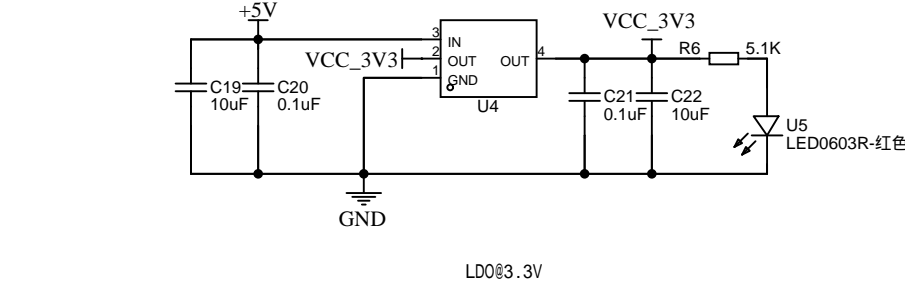 +5V
VCC_3V3
3
IN
VCC_3V3
2
OUT
OUT
4
1
GND
U4
R6
5.1K
C19
10uF
C20
0.1uF
C21
0.1uF
C22
10uF
U5
LED0603R-红色
GND
LDO@3.3V